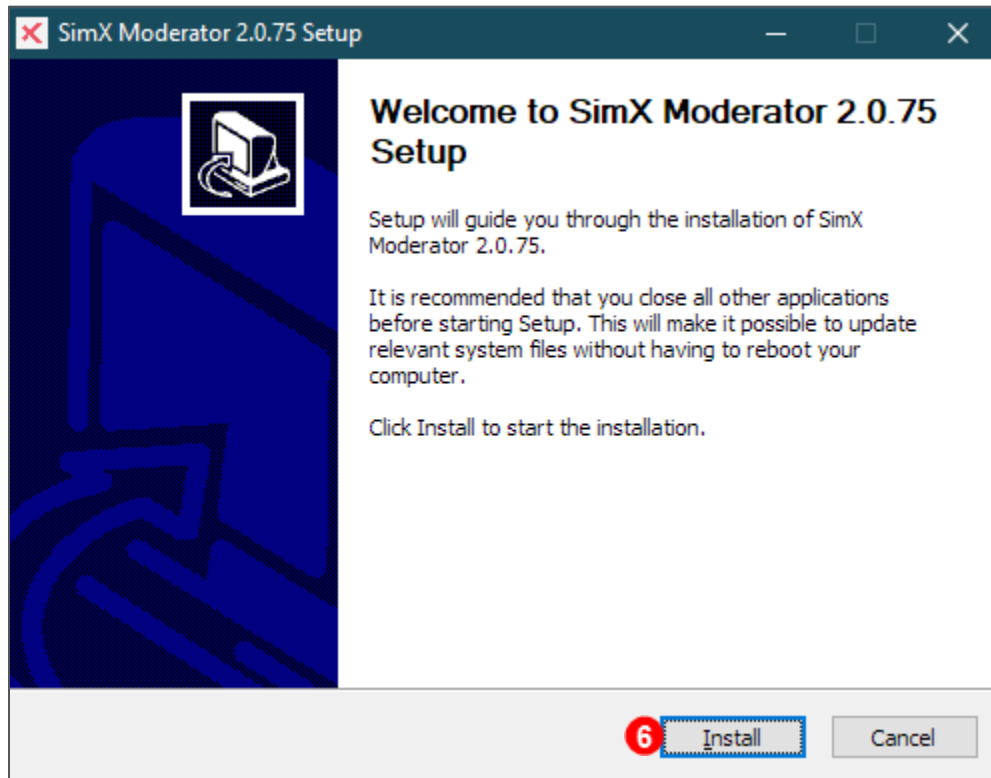 SimX Moderator 2.0.75 Setup
Welcome to SimX Moderator 2.0.75
Setup
Setup will guide you through the installation of SimX
Moderator 2.0.75.
It is recommended that you close all other applications
before starting Setup. This will make it possible to update
relevant system files without having to reboot your
computer.
Click Install to start the installation.
6 Install Cancel